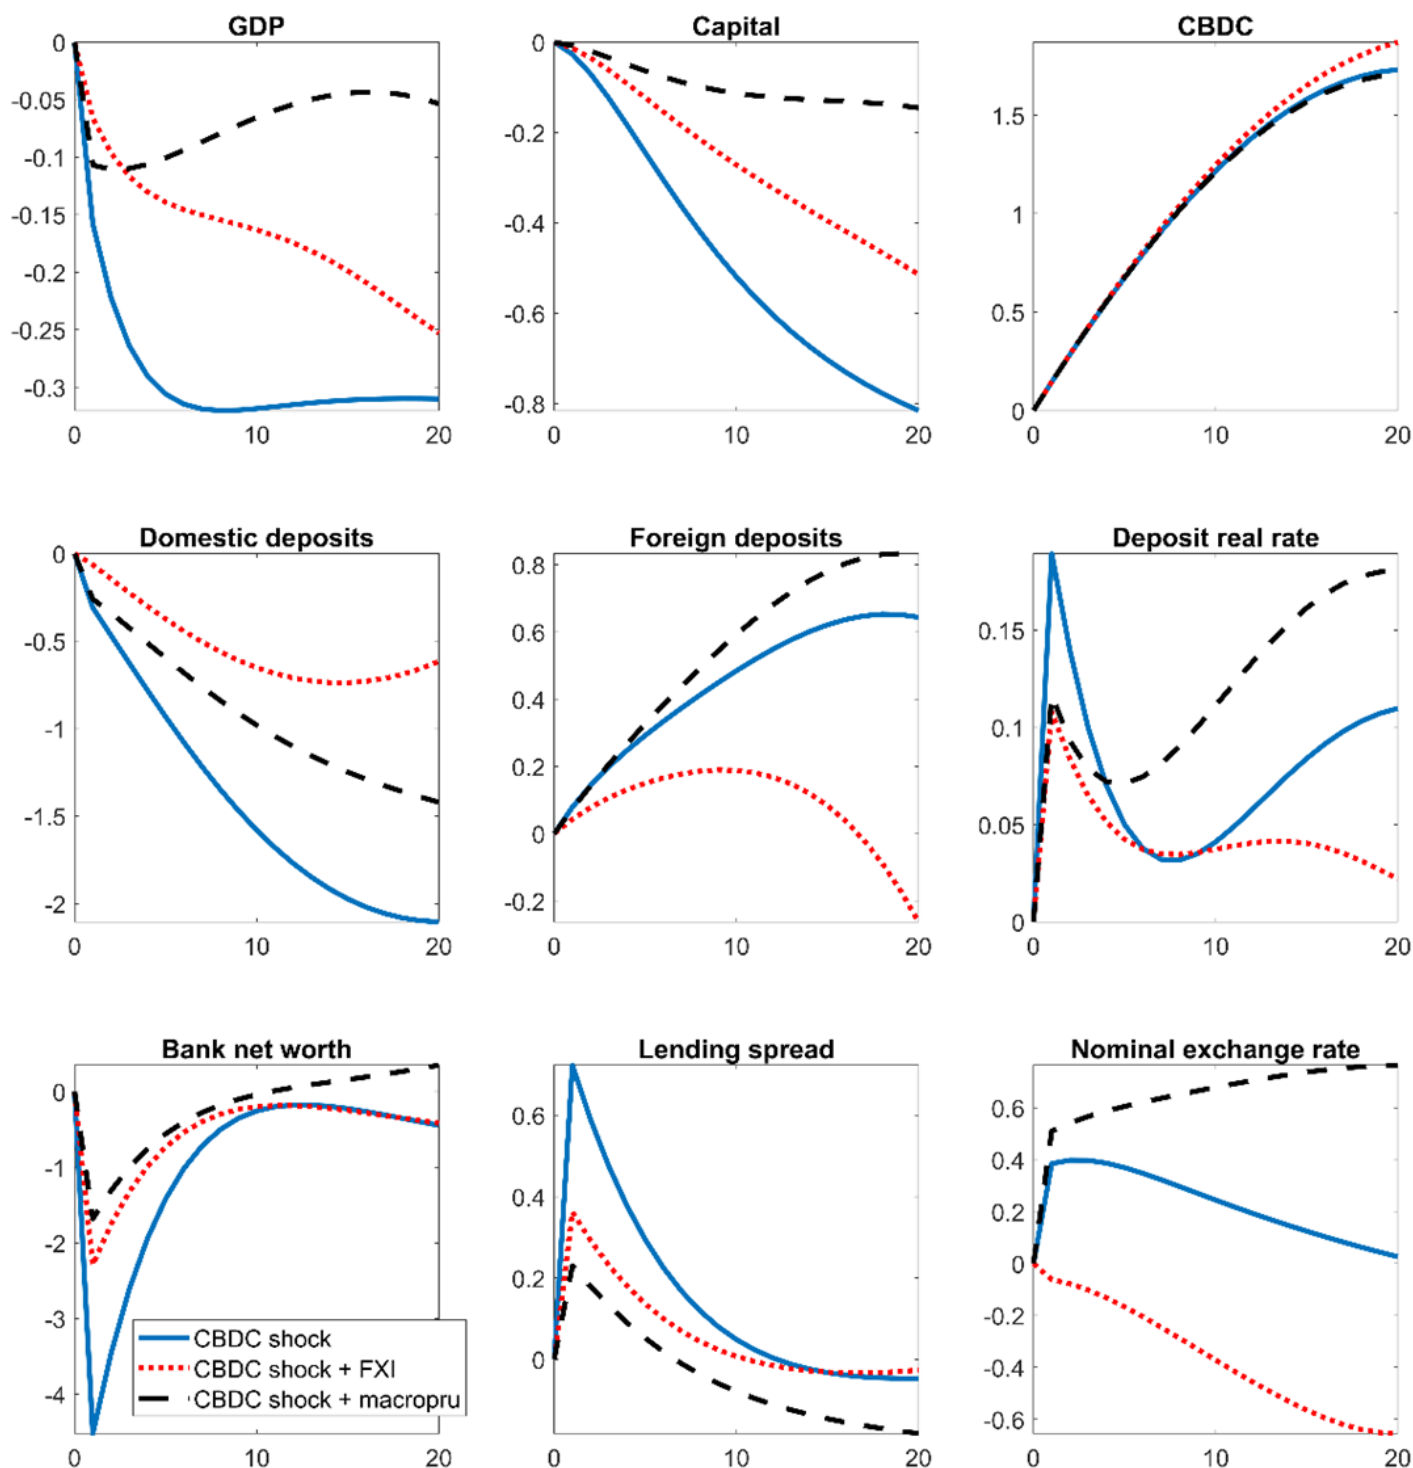 GDP
Capital
CBDC
0
-0.05
-0.1
-0.15
-0.2
-0.25
-0.3
0 10 20
0
-0.2
-0.4
-0.6
-0.8
0 10 20
1.5
1
0.5
0
0 10 20
Domestic deposits
Foreign deposits
Deposit real rate
0
-0.5
-1
-1.5
-2
0 10 20
0.8
0.6
0.4
0.2
0
-0.2
0 10 20
0.15
0.1
0.05
0
0 10 20
Bank net worth
Lending spread
Nominal exchange rate
0
-1
-2
-3
-4
CBDC shock
CBDC shock + FXI
CBDC shock + macropru
0 10 20
0.6
0.4
0.2
0
0 10 20
0.6
0.4
0.2
0
-0.2
-0.4
-0.6
0 10 20